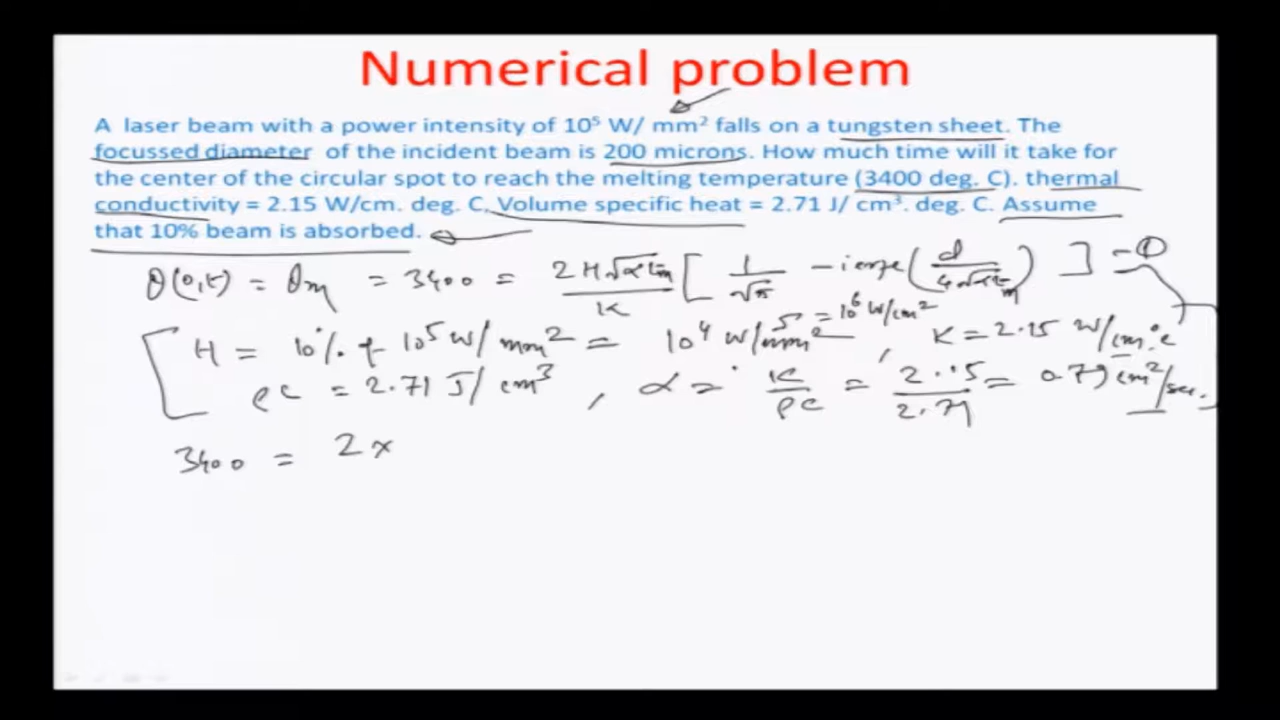 Numerical problem
A laser beam with a power intensity of 10⁵ W/ mm² falls on a tungsten sheet. The
focussed diameter of the incident beam is 200 microns. How much time will it take for
the center of the circular spot to reach the melting temperature (3400 deg. C). thermal
conductivity = 2.15 W/cm. deg. C, Volume specific heat = 2.71 J/ cm³. deg. C. Assume
that 10% beam is absorbed.
θ(0,t) = θm = 3400 = 2H√αtm / K [ 1/√π - ierfc( d / 4√αtm ) ] - ①
H = 10% of 10⁵ W/mm² = 10⁴ W/mm² = 10⁶ W/cm² , K = 2.15 W/cm.°c
ρc = 2.71 J/cm³ , α = K/ρc = 2.15/2.71 = 0.79 cm²/sec.
3400 = 2 ×